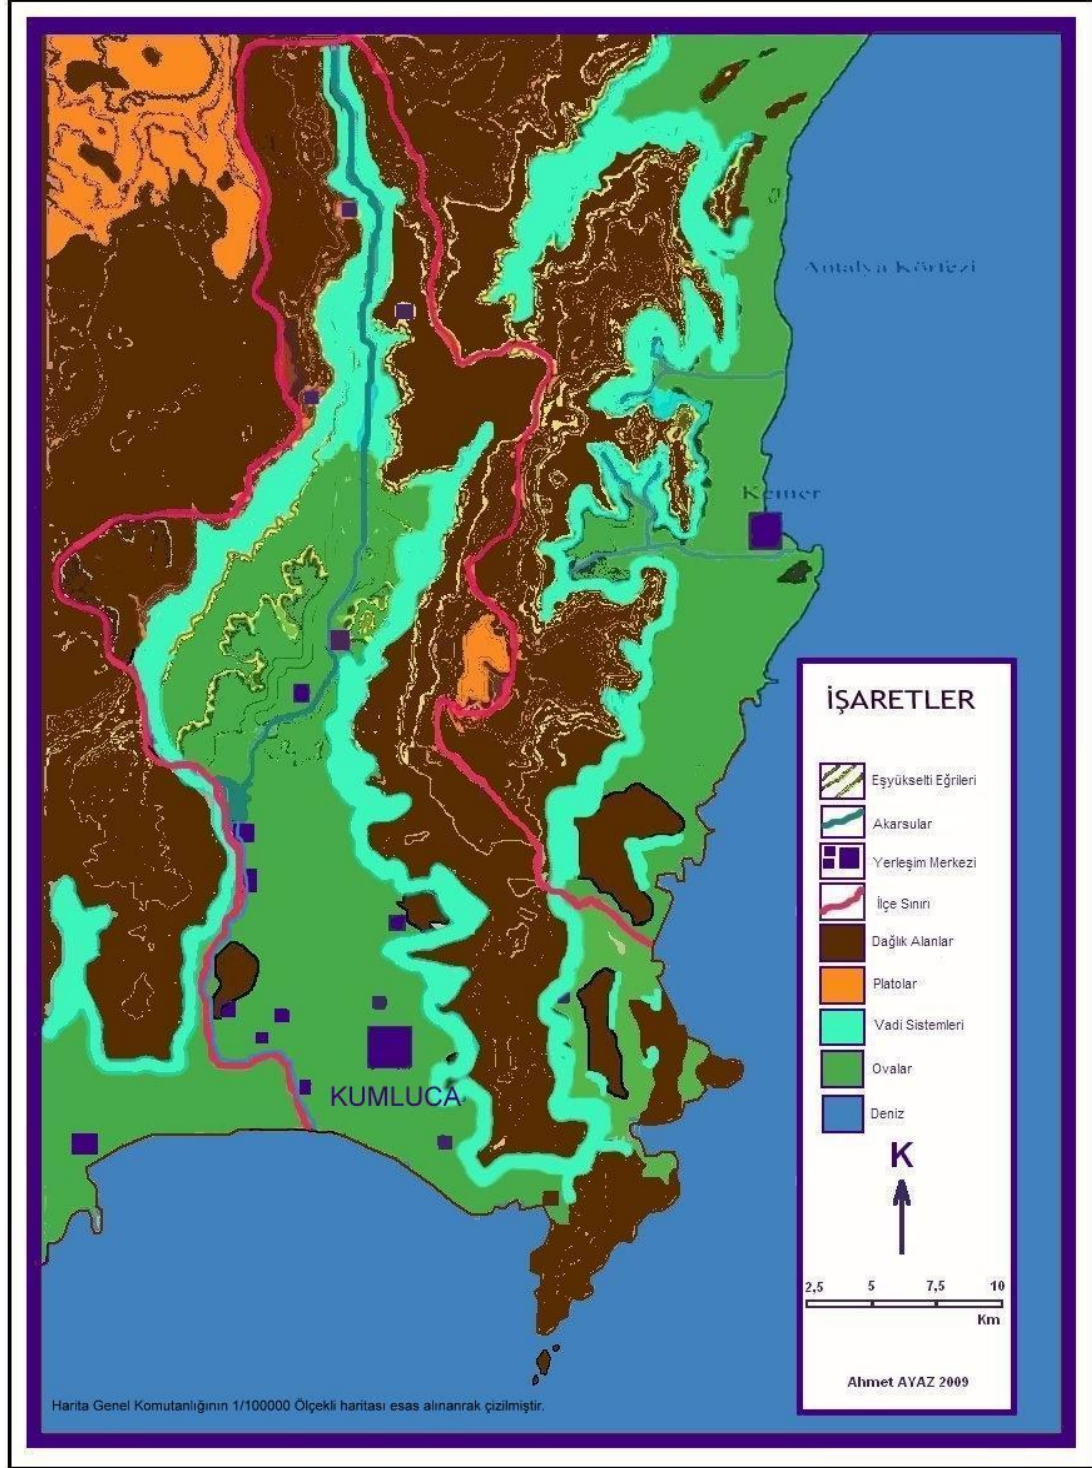 Antalya Körfezi
Kemer
KUMLUCA
İŞARETLER
Eşyükselti Eğrileri
Akarsular
Yerleşim Merkezi
İlçe Sınırı
Dağlık Alanlar
Platolar
Vadi Sistemleri
Ovalar
Deniz
K
2,5 5 7,5 10
Km
Ahmet AYAZ 2009
Harita Genel Komutanlığının 1/100000 Ölçekli haritası esas alınanrak çizilmiştir.